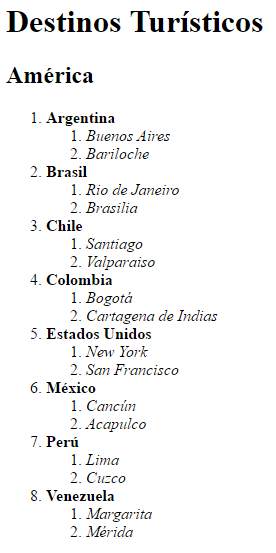 Destinos Turísticos
América
1. Argentina
1. Buenos Aires
2. Bariloche
2. Brasil
1. Rio de Janeiro
2. Brasilia
3. Chile
1. Santiago
2. Valparaiso
4. Colombia
1. Bogotá
2. Cartagena de Indias
5. Estados Unidos
1. New York
2. San Francisco
6. México
1. Cancún
2. Acapulco
7. Perú
1. Lima
2. Cuzco
8. Venezuela
1. Margarita
2. Mérida